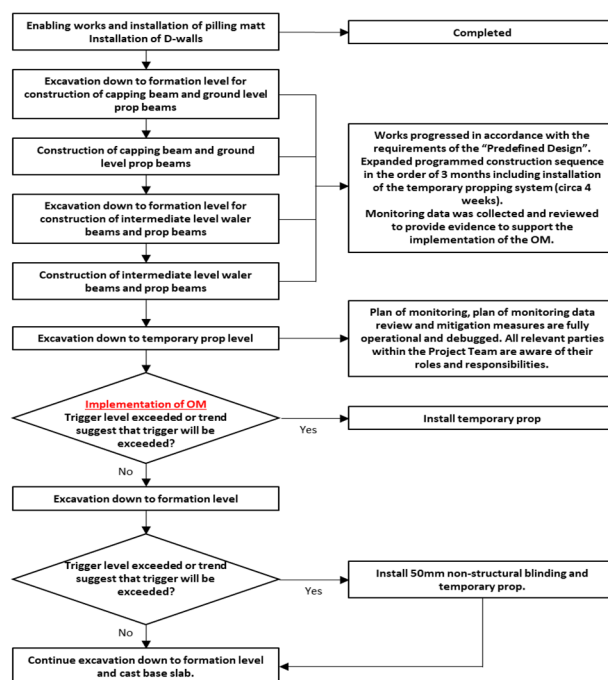 Enabling works and installation of pilling matt
Installation of D-walls
Completed
Excavation down to formation level for
construction of capping beam and ground level
prop beams
Construction of capping beam and ground
level prop beams
Excavation down to formation level for
construction of intermediate level waler
beams and prop beams
Construction of intermediate level waler
beams and prop beams
Works progressed in accordance with the
requirements of the “Predefined Design”.
Expanded programmed construction sequence
in the order of 3 months including installation
of the temporary propping system (circa 4
weeks).
Monitoring data was collected and reviewed
to provide evidence to support the
implementation of the OM.
Excavation down to temporary prop level
Plan of monitoring, plan of monitoring data
review and mitigation measures are fully
operational and debugged. All relevant parties
within the Project Team are aware of their
roles and responsibilities.
Implementation of OM
Trigger level exceeded or trend
suggest that trigger will be
exceeded?
Yes
Install temporary prop
No
Excavation down to formation level
Trigger level exceeded or trend
suggest that trigger will be
exceeded?
Yes
Install 50mm non-structural blinding and
temporary prop.
No
Continue excavation down to formation level
and cast base slab.